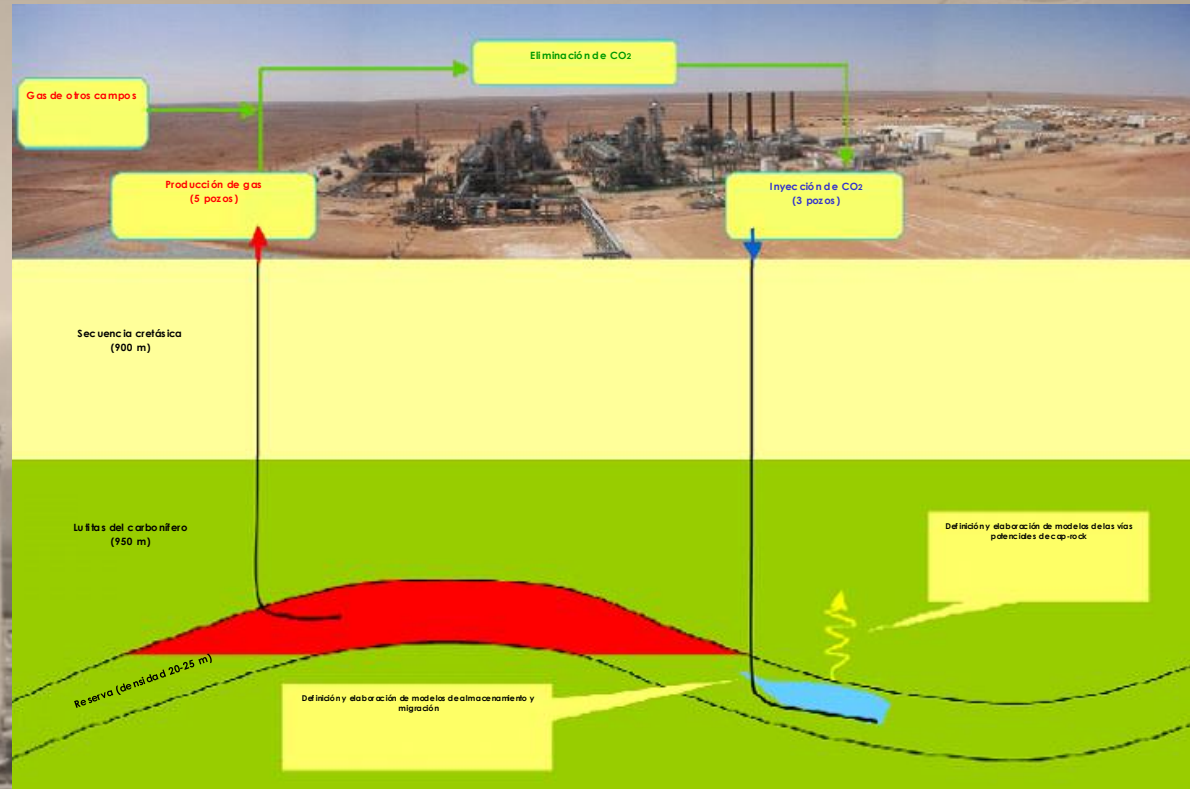 Eliminación de CO2
Gas de otros campos
Producción de gas
(5 pozos)
Inyección de CO2
(3 pozos)
Secuencia cretásica
(900 m)
Lutitas del carbonífero
(950 m)
Definición y elaboración de modelos de las vías
potenciales de cap-rock
Reserva (densidad 20-25 m)
Definición y elaboración de modelos de almacenamiento y
migración